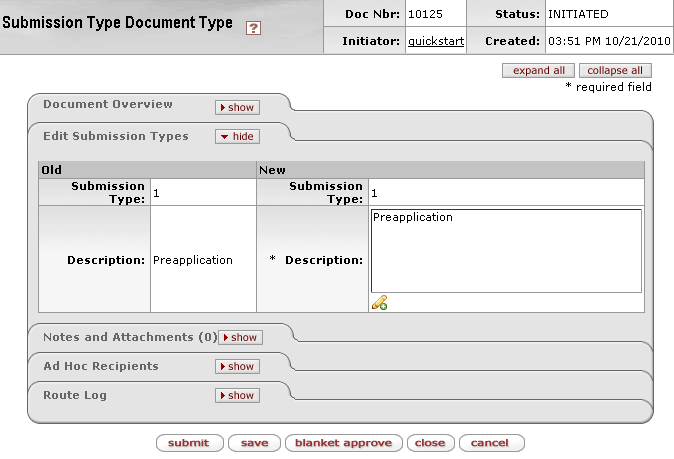 Submission Type Document Type ?
Doc Nbr: 10125 Status: INITIATED
Initiator: quickstart Created: 03:51 PM 10/21/2010
expand all collapse all
* required field
Document Overview show
Edit Submission Types hide
Old New
Submission Type: 1 Submission Type: 1
Description: Preapplication * Description: Preapplication
Notes and Attachments (0) show
Ad Hoc Recipients show
Route Log show
submit save blanket approve close cancel